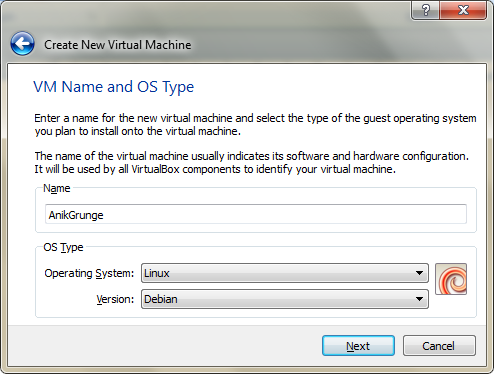 Create New Virtual Machine
VM Name and OS Type
Enter a name for the new virtual machine and select the type of the guest operating system
you plan to install onto the virtual machine.
The name of the virtual machine usually indicates its software and hardware configuration.
It will be used by all VirtualBox components to identify your virtual machine.
Name
AnikGrunge
OS Type
Operating System: Linux
Version: Debian
Next Cancel